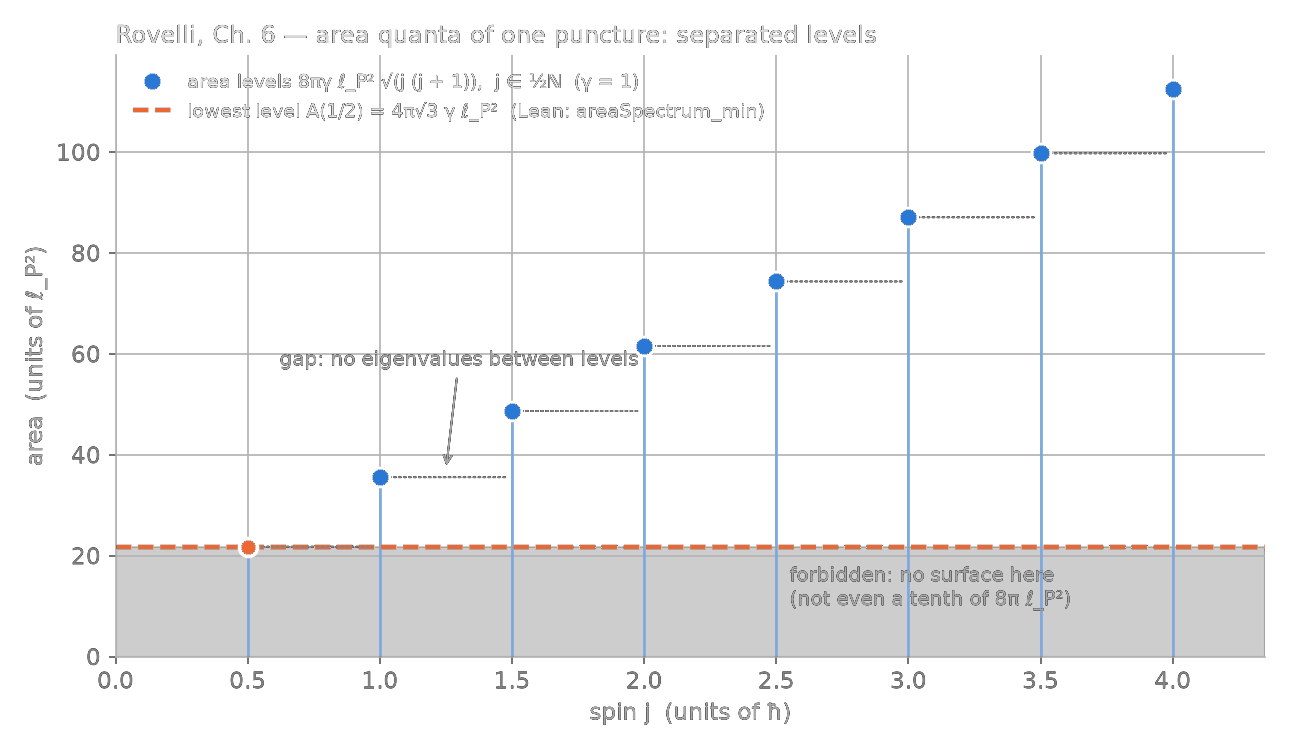 Rovelli, Ch. 6 — area quanta of one puncture: separated levels
area levels 8πγ ℓ_P² √(j (j + 1)), j ∈ ½ℕ (γ = 1)
lowest level A(1/2) = 4π√3 γ ℓ_P² (Lean: areaSpectrum_min)
100
80
60
40
20
0
area (units of ℓ_P²)
gap: no eigenvalues between levels
forbidden: no surface here
(not even a tenth of 8π ℓ_P²)
0.0 0.5 1.0 1.5 2.0 2.5 3.0 3.5 4.0
spin j (units of ħ)